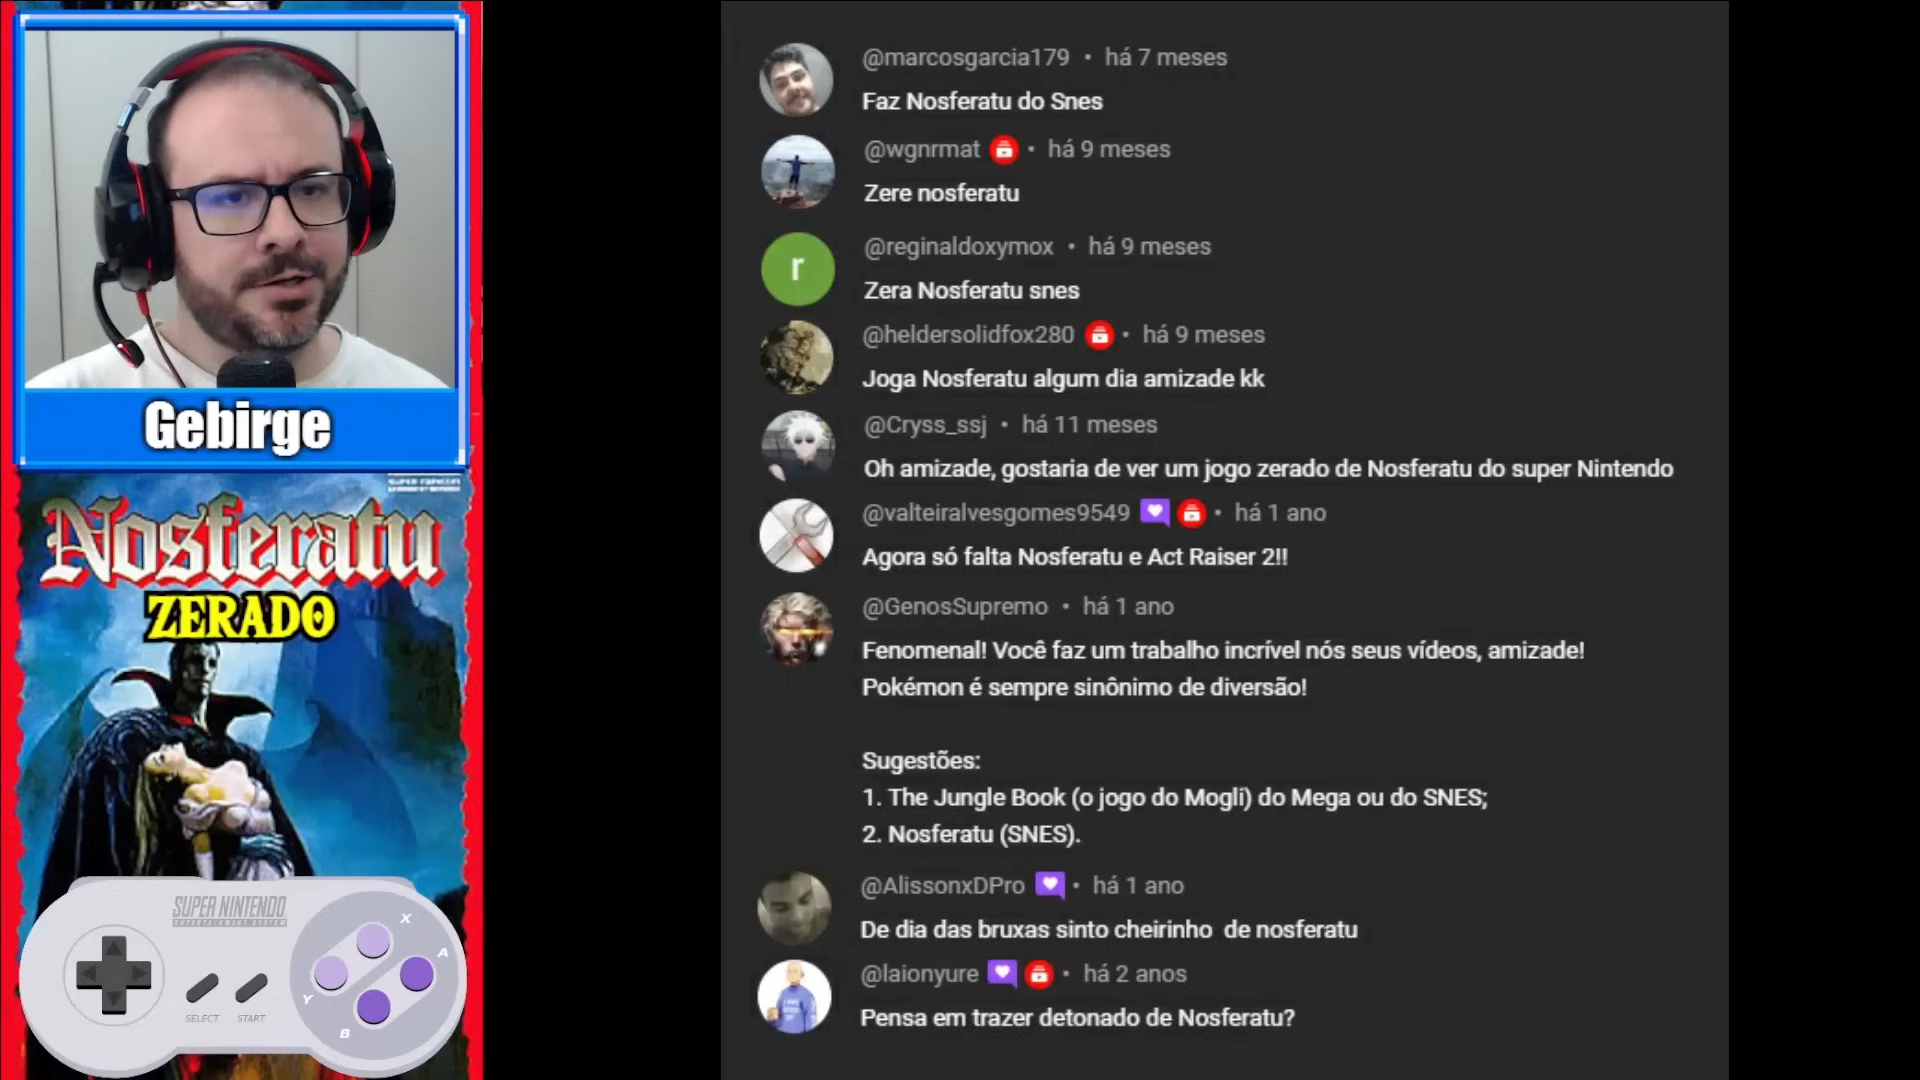 Gebirge
Nosferatu
ZERADO
SUPER NINTENDO
ENTERTAINMENT SYSTEM
X
A
Y
B
SELECT
START
@marcosgarcia179 • há 7 meses
Faz Nosferatu do Snes
@wgnrmat • há 9 meses
Zere nosferatu
r
@reginaldoxymox • há 9 meses
Zera Nosferatu snes
@heldersolidfox280 • há 9 meses
Joga Nosferatu algum dia amizade kk
@Cryss_ssj • há 11 meses
Oh amizade, gostaria de ver um jogo zerado de Nosferatu do super Nintendo
@valteiralvesgomes9549 • há 1 ano
Agora só falta Nosferatu e Act Raiser 2!!
@GenosSupremo • há 1 ano
Fenomenal! Você faz um trabalho incrível nós seus vídeos, amizade!
Pokémon é sempre sinônimo de diversão!
Sugestões:
1. The Jungle Book (o jogo do Mogli) do Mega ou do SNES;
2. Nosferatu (SNES).
@AlissonxDPro • há 1 ano
De dia das bruxas sinto cheirinho  de nosferatu
@laionyure • há 2 anos
Pensa em trazer detonado de Nosferatu?